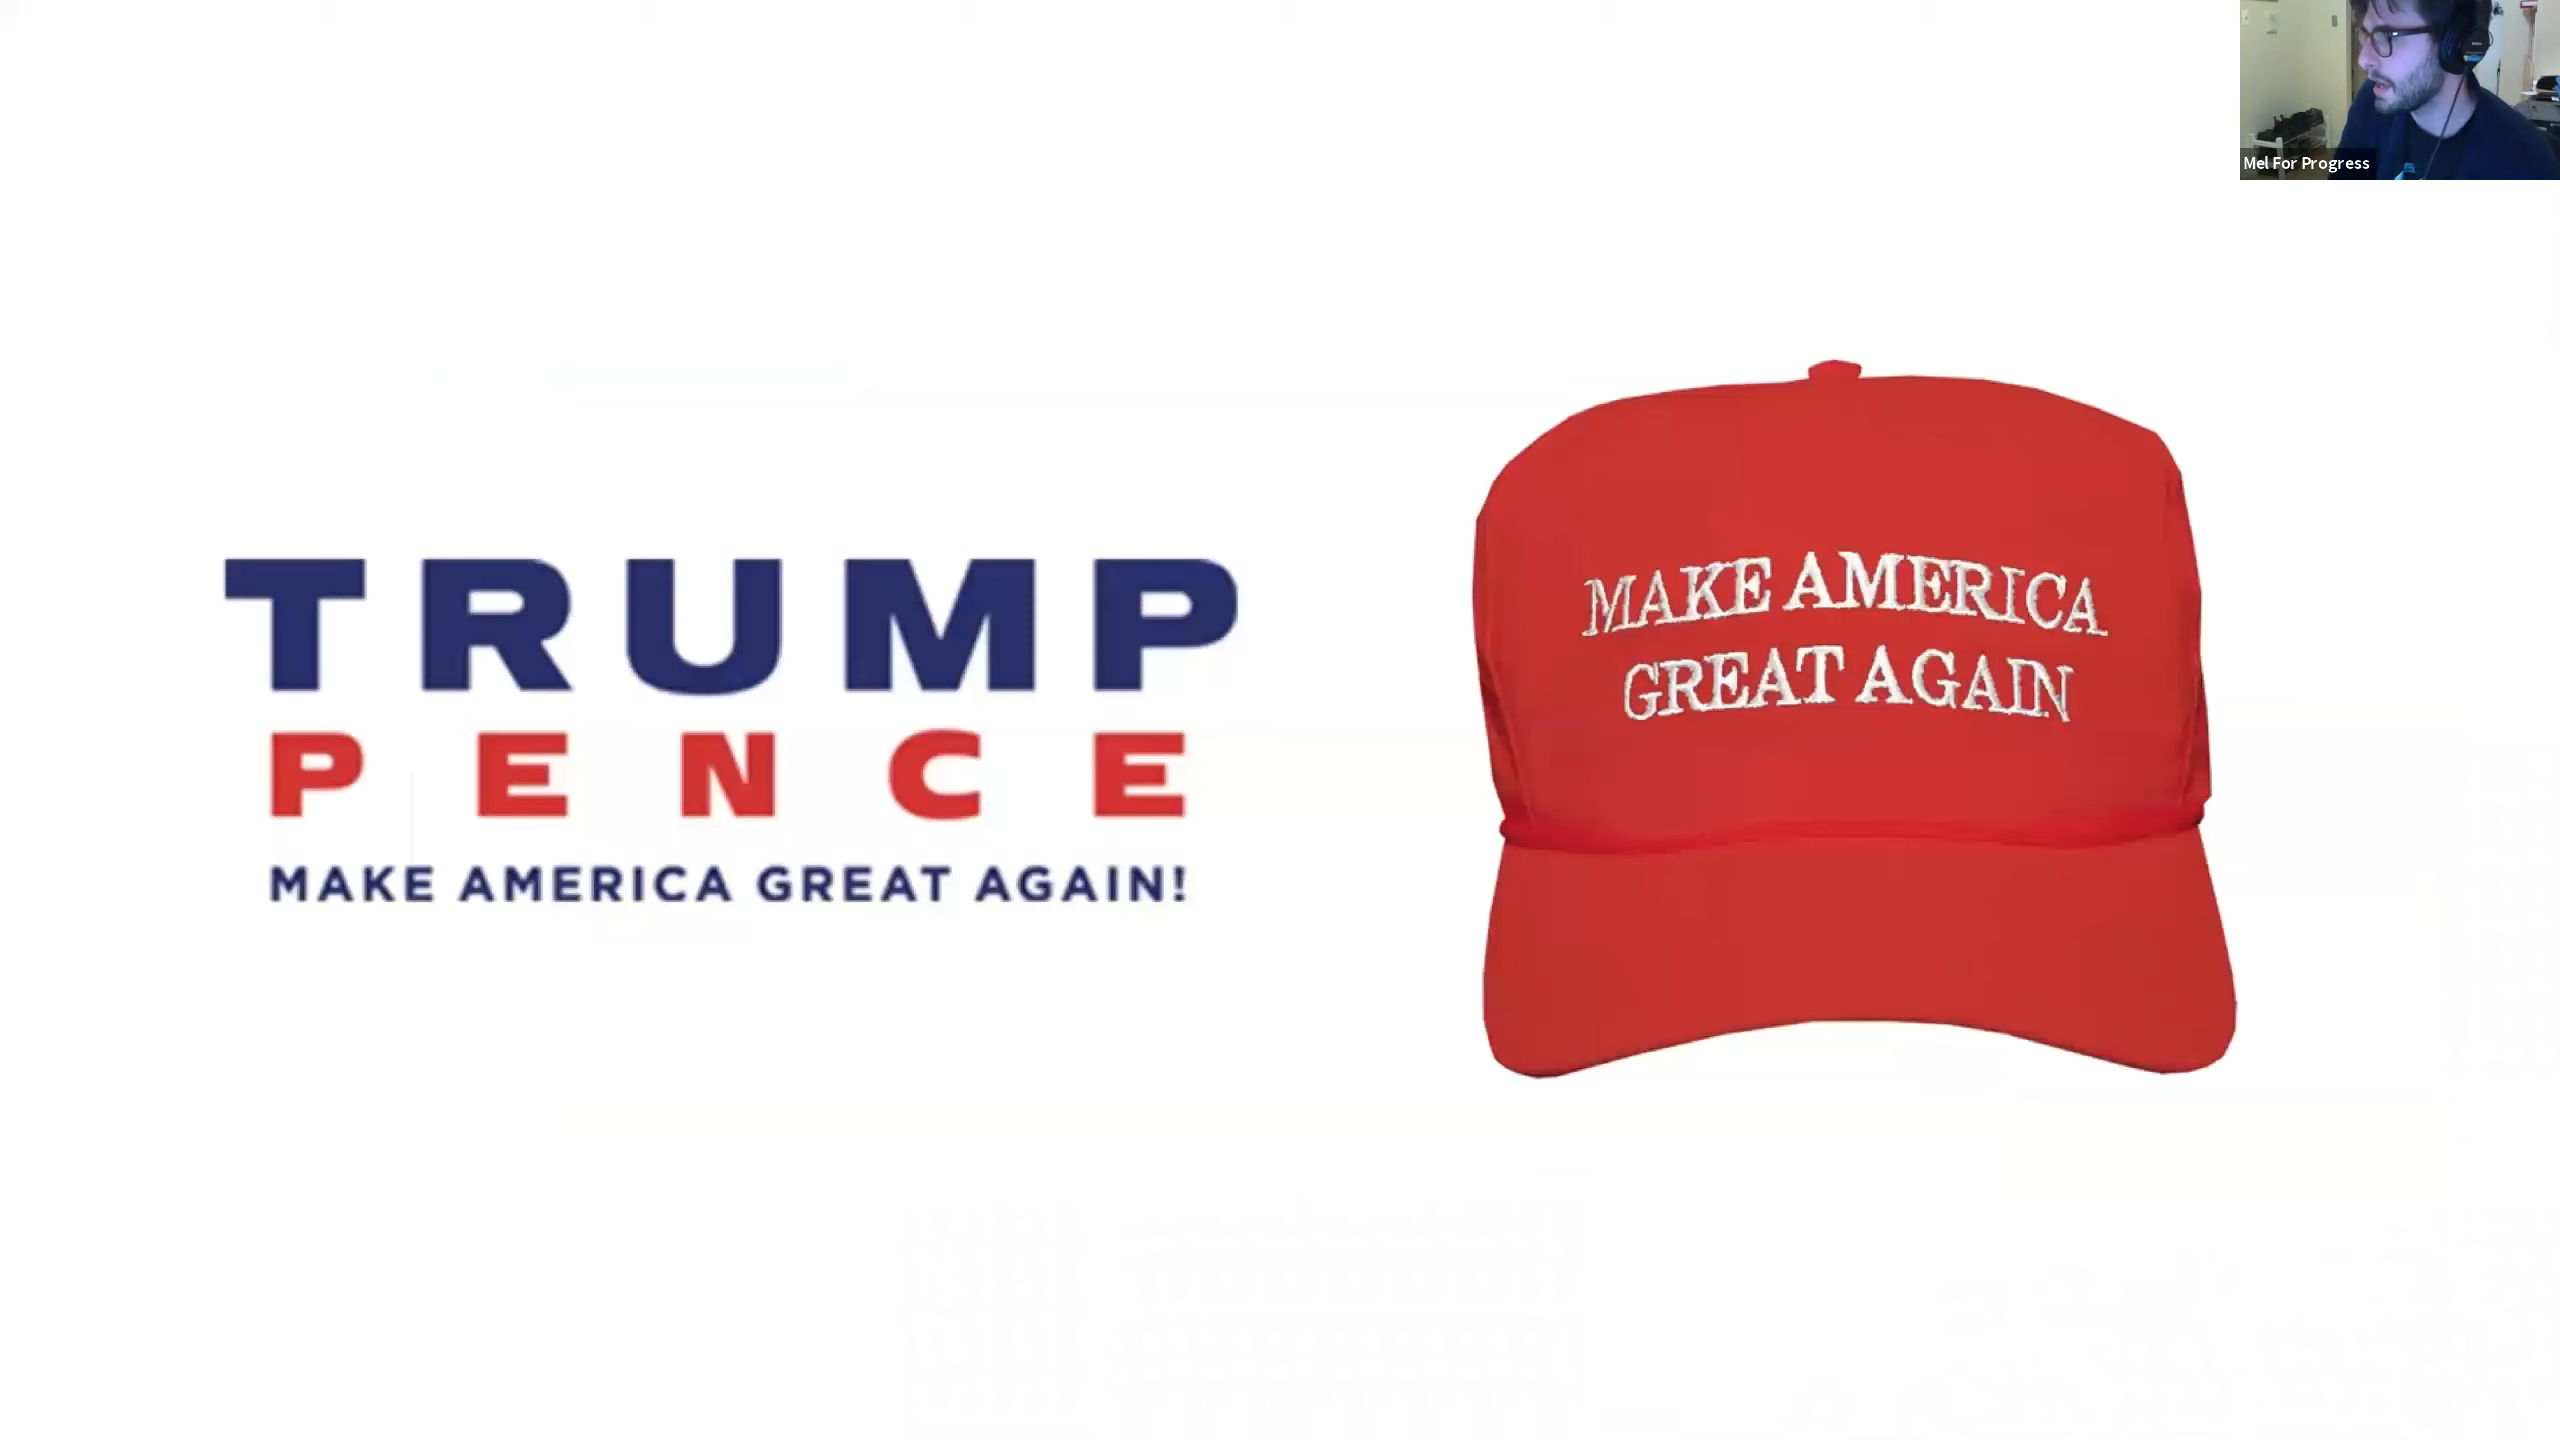 Mel For Progress
TRUMP
PENCE
MAKE AMERICA GREAT AGAIN!
MAKE AMERICA
GREAT AGAIN